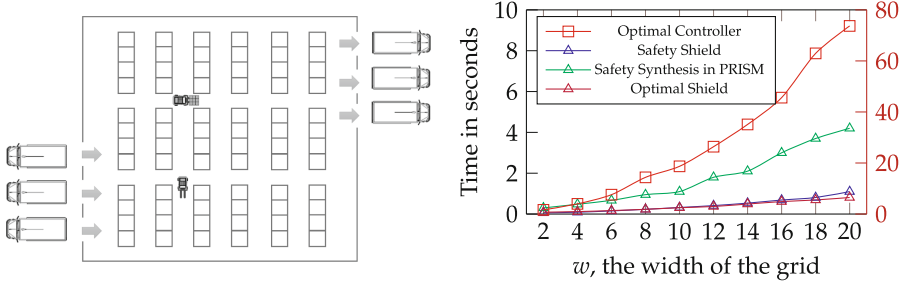 10
8
6
4
2
0
Time in seconds
Optimal Controller
Safety Shield
Safety Synthesis in PRISM
Optimal Shield
80
60
40
20
0
2 4 6 8 10 12 14 16 18 20
w, the width of the grid